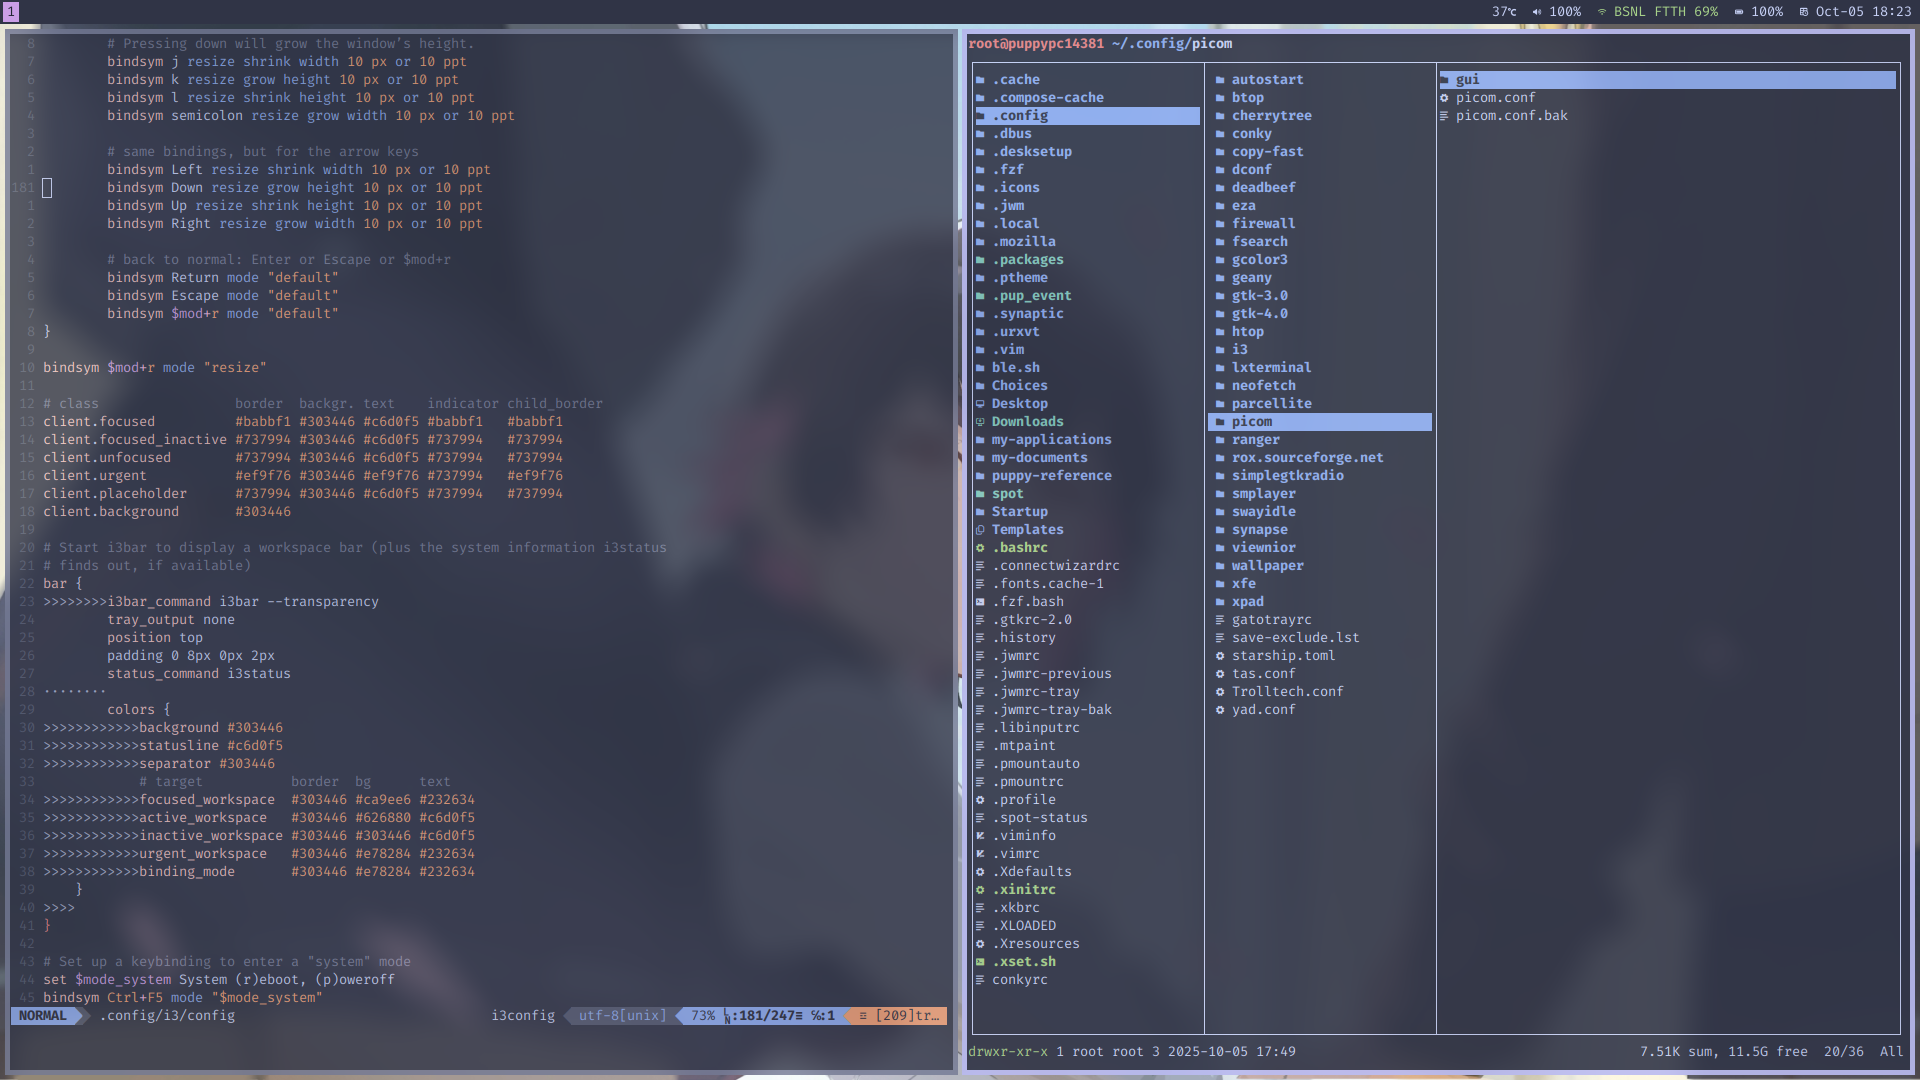 1
37℃ 100% BSNL FTTH 69% 100% Oct-05 18:23
8 # Pressing down will grow the window’s height.
7 bindsym j resize shrink width 10 px or 10 ppt
6 bindsym k resize grow height 10 px or 10 ppt
5 bindsym l resize shrink height 10 px or 10 ppt
4 bindsym semicolon resize grow width 10 px or 10 ppt
3
2 # same bindings, but for the arrow keys
1 bindsym Left resize shrink width 10 px or 10 ppt
181 bindsym Down resize grow height 10 px or 10 ppt
1 bindsym Up resize shrink height 10 px or 10 ppt
2 bindsym Right resize grow width 10 px or 10 ppt
3
4 # back to normal: Enter or Escape or $mod+r
5 bindsym Return mode "default"
6 bindsym Escape mode "default"
7 bindsym $mod+r mode "default"
8 }
9
10 bindsym $mod+r mode "resize"
11
12 # class border backgr. text indicator child_border
13 client.focused #babbf1 #303446 #c6d0f5 #babbf1 #babbf1
14 client.focused_inactive #737994 #303446 #c6d0f5 #737994 #737994
15 client.unfocused #737994 #303446 #c6d0f5 #737994 #737994
16 client.urgent #ef9f76 #303446 #ef9f76 #737994 #ef9f76
17 client.placeholder #737994 #303446 #c6d0f5 #737994 #737994
18 client.background #303446
19
20 # Start i3bar to display a workspace bar (plus the system information i3status
21 # finds out, if available)
22 bar {
23 >>>>>>>>i3bar_command i3bar --transparency
24 tray_output none
25 position top
26 padding 0 8px 0px 2px
27 status_command i3status
28 ········
29 colors {
30 >>>>>>>>>>>>background #303446
31 >>>>>>>>>>>>statusline #c6d0f5
32 >>>>>>>>>>>>separator #303446
33 # target border bg text
34 >>>>>>>>>>>>focused_workspace #303446 #ca9ee6 #232634
35 >>>>>>>>>>>>active_workspace #303446 #626880 #c6d0f5
36 >>>>>>>>>>>>inactive_workspace #303446 #303446 #c6d0f5
37 >>>>>>>>>>>>urgent_workspace #303446 #e78284 #232634
38 >>>>>>>>>>>>binding_mode #303446 #e78284 #232634
39 }
40 >>>>
41 }
42
43 # Set up a keybinding to enter a "system" mode
44 set $mode_system System (r)eboot, (p)oweroff
45 bindsym Ctrl+F5 mode "$mode_system"
NORMAL .config/i3/config i3config utf-8[unix] 73% ㏑:181/247≡ ℅:1 ☲ [209]tr…
root@puppypc14381 ~/.config/picom
.cache
.compose-cache
.config
.dbus
.desksetup
.fzf
.icons
.jwm
.local
.mozilla
.packages
.ptheme
.pup_event
.synaptic
.urxvt
.vim
ble.sh
Choices
Desktop
Downloads
my-applications
my-documents
puppy-reference
spot
Startup
Templates
.bashrc
.connectwizardrc
.fonts.cache-1
.fzf.bash
.gtkrc-2.0
.history
.jwmrc
.jwmrc-previous
.jwmrc-tray
.jwmrc-tray-bak
.libinputrc
.mtpaint
.pmountauto
.pmountrc
.profile
.spot-status
.viminfo
.vimrc
.Xdefaults
.xinitrc
.xkbrc
.XLOADED
.Xresources
.xset.sh
conkyrc
autostart
btop
cherrytree
conky
copy-fast
dconf
deadbeef
eza
firewall
fsearch
gcolor3
geany
gtk-3.0
gtk-4.0
htop
i3
lxterminal
neofetch
parcellite
picom
ranger
rox.sourceforge.net
simplegtkradio
smplayer
swayidle
synapse
viewnior
wallpaper
xfe
xpad
gatotrayrc
save-exclude.lst
starship.toml
tas.conf
Trolltech.conf
yad.conf
gui
picom.conf
picom.conf.bak
drwxr-xr-x 1 root root 3 2025-10-05 17:49 7.51K sum, 11.5G free 20/36 All